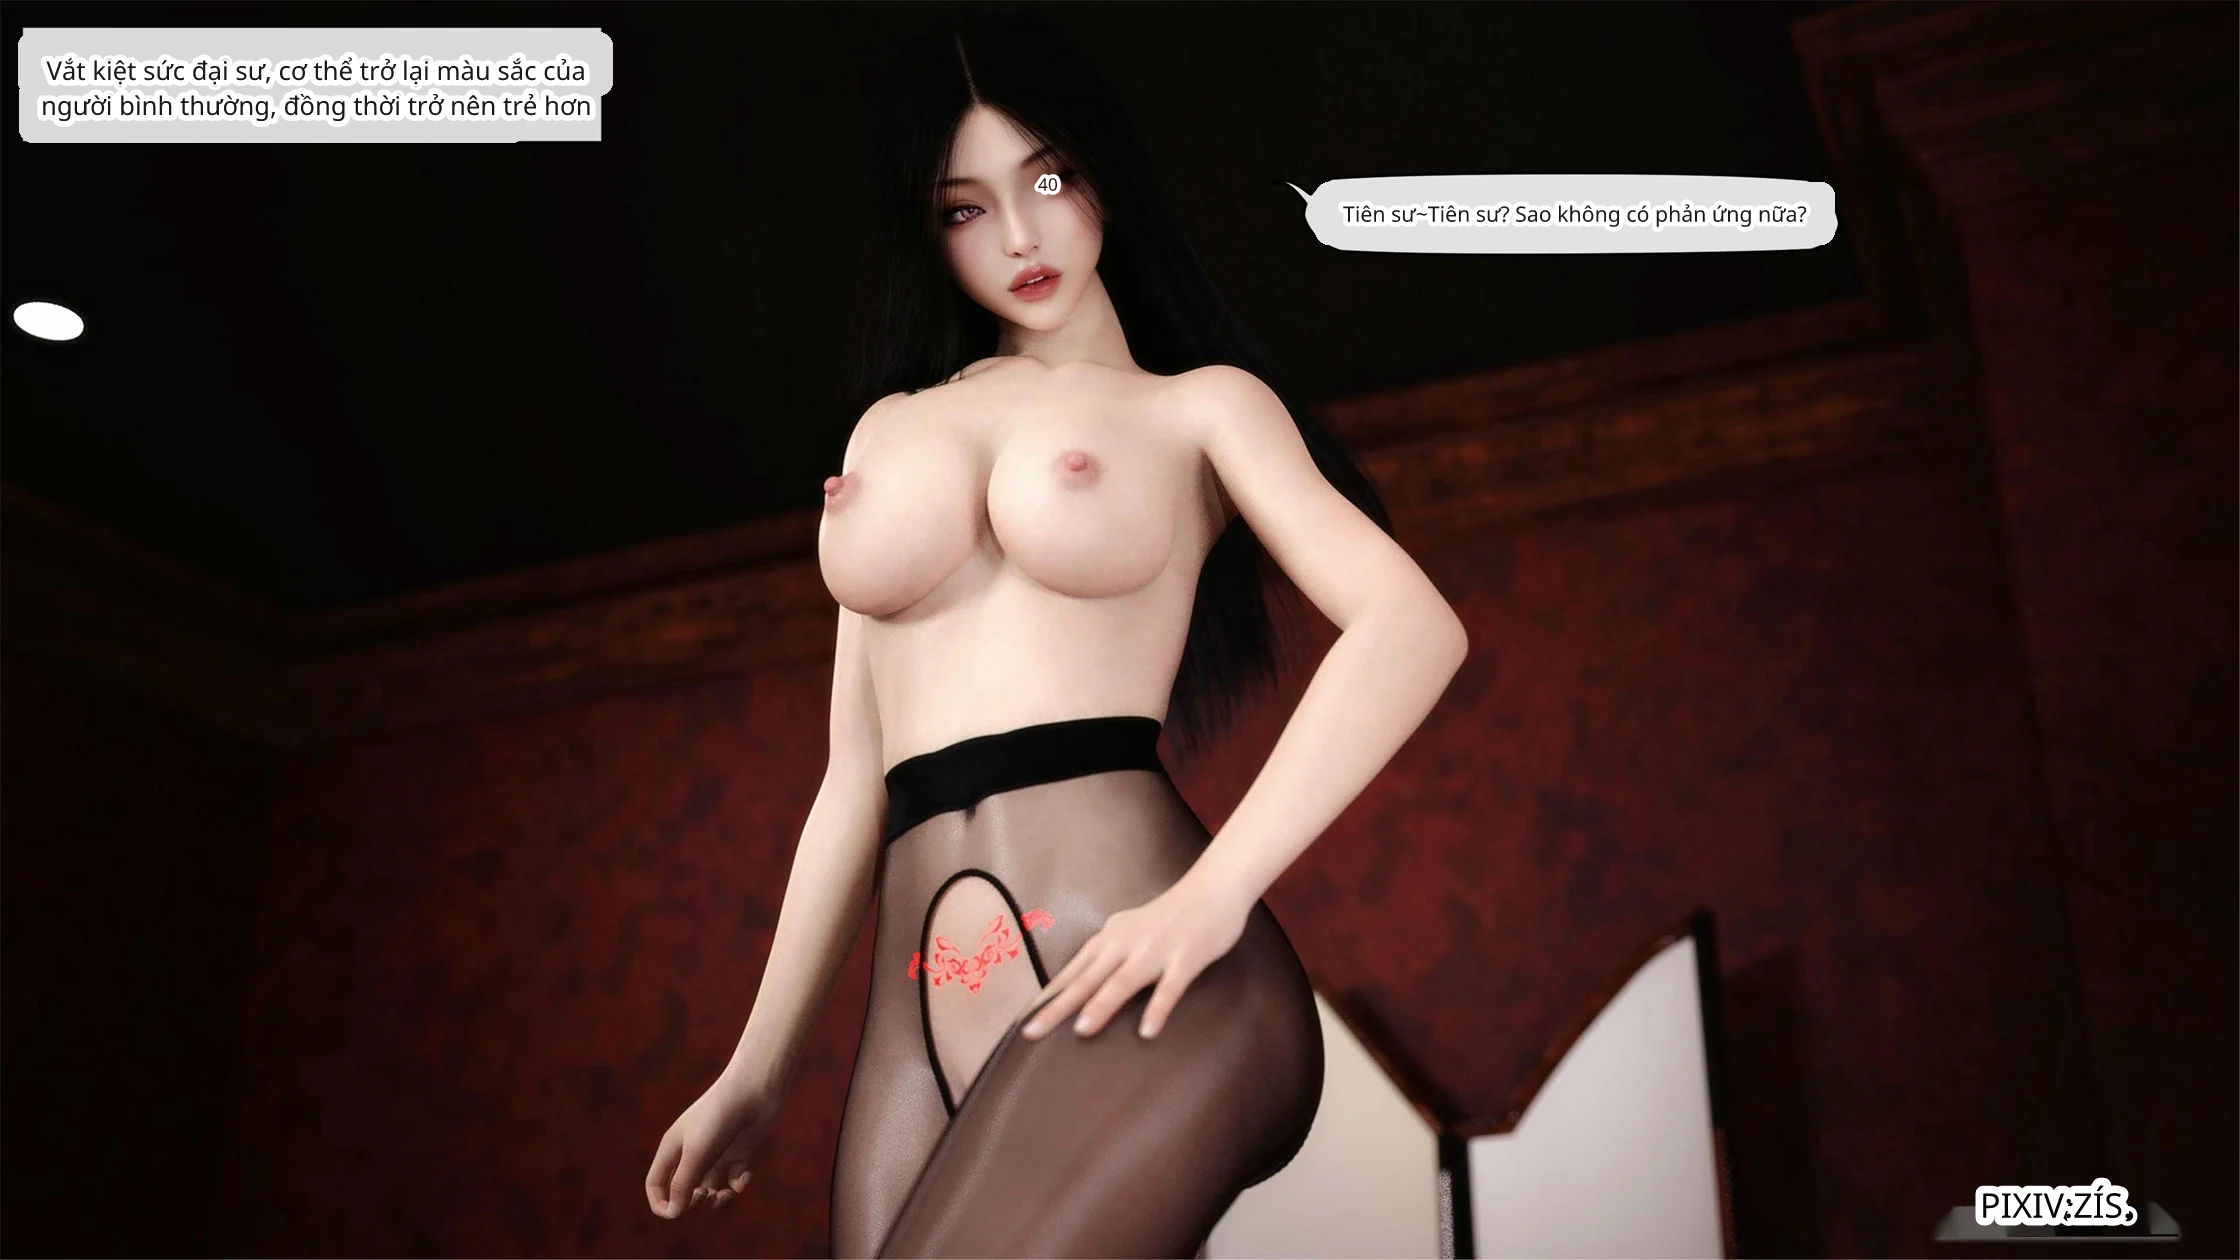 Vắt kiệt sức đại sư, cơ thể trở lại màu sắc của
người bình thường, đồng thời trở nên trẻ hơn
40
Tiên sư~Tiên sư? Sao không có phản ứng nữa?
PIXIV:ZÍS,